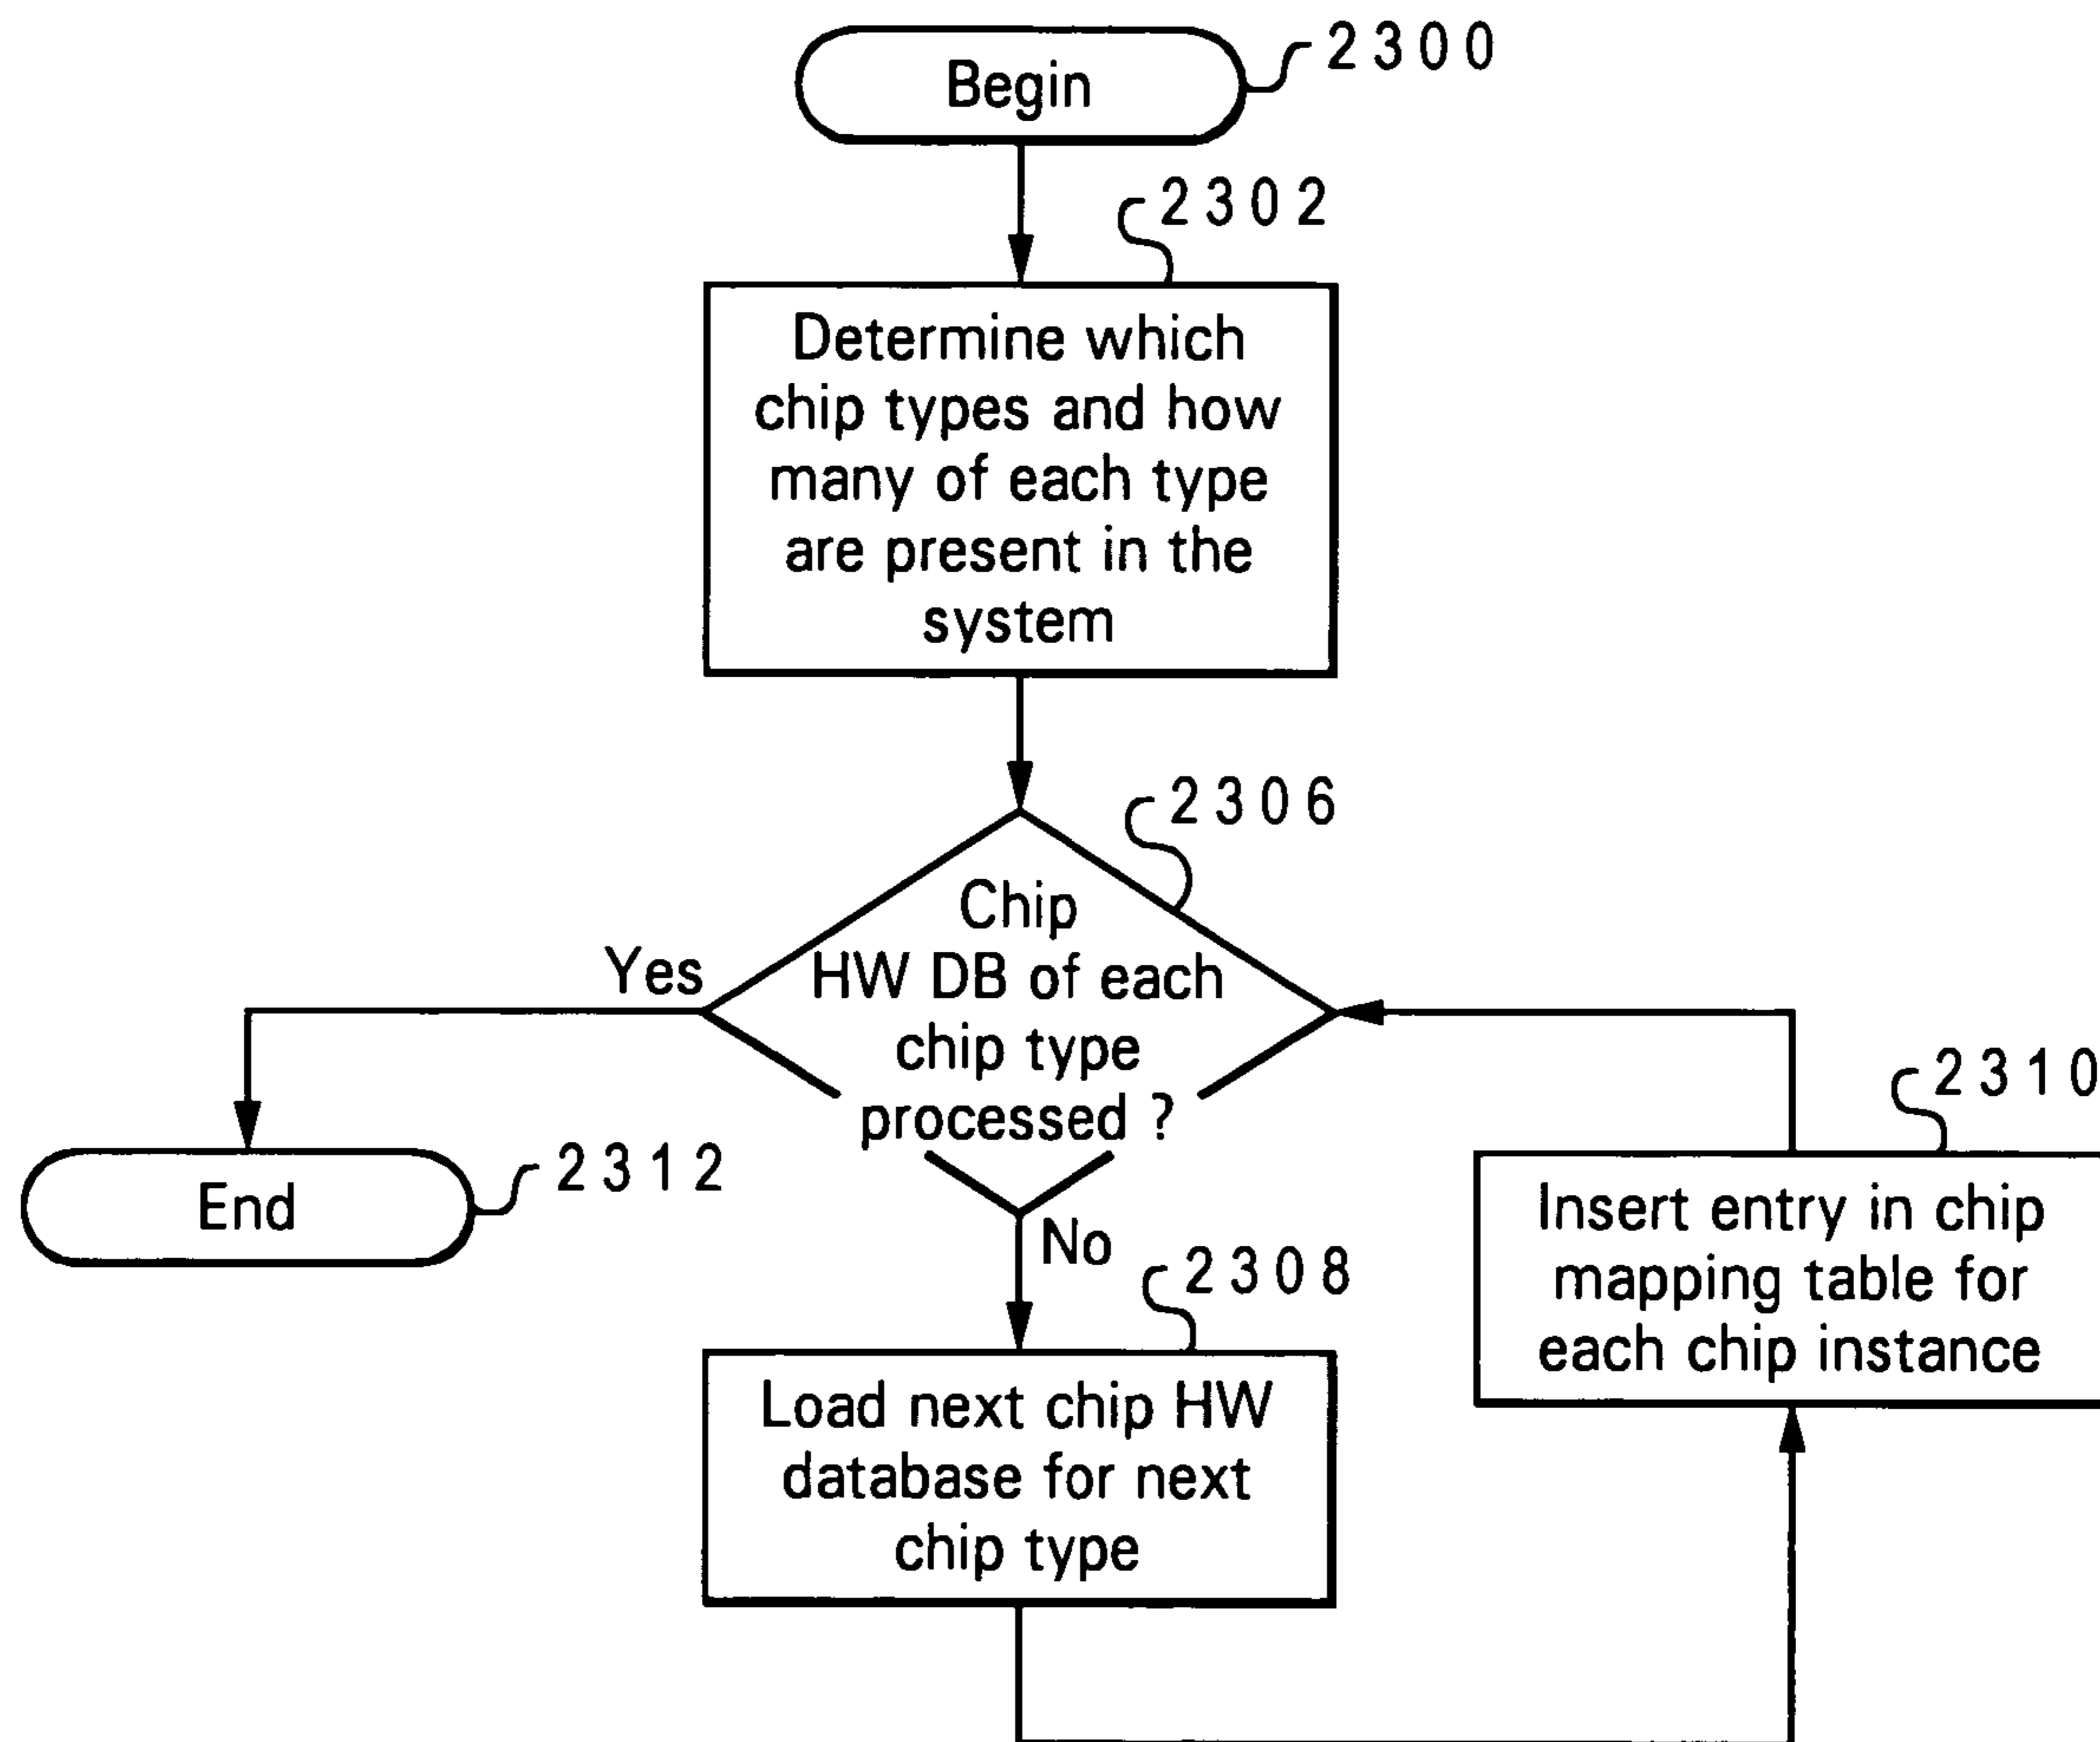 Begin
2300
2302
Determine which
chip types and how
many of each type
are present in the
system
2306
Chip
HW DB of each
chip type
processed ?
Yes
No
End
2312
2308
Load next chip HW
database for next
chip type
2310
Insert entry in chip
mapping table for
each chip instance